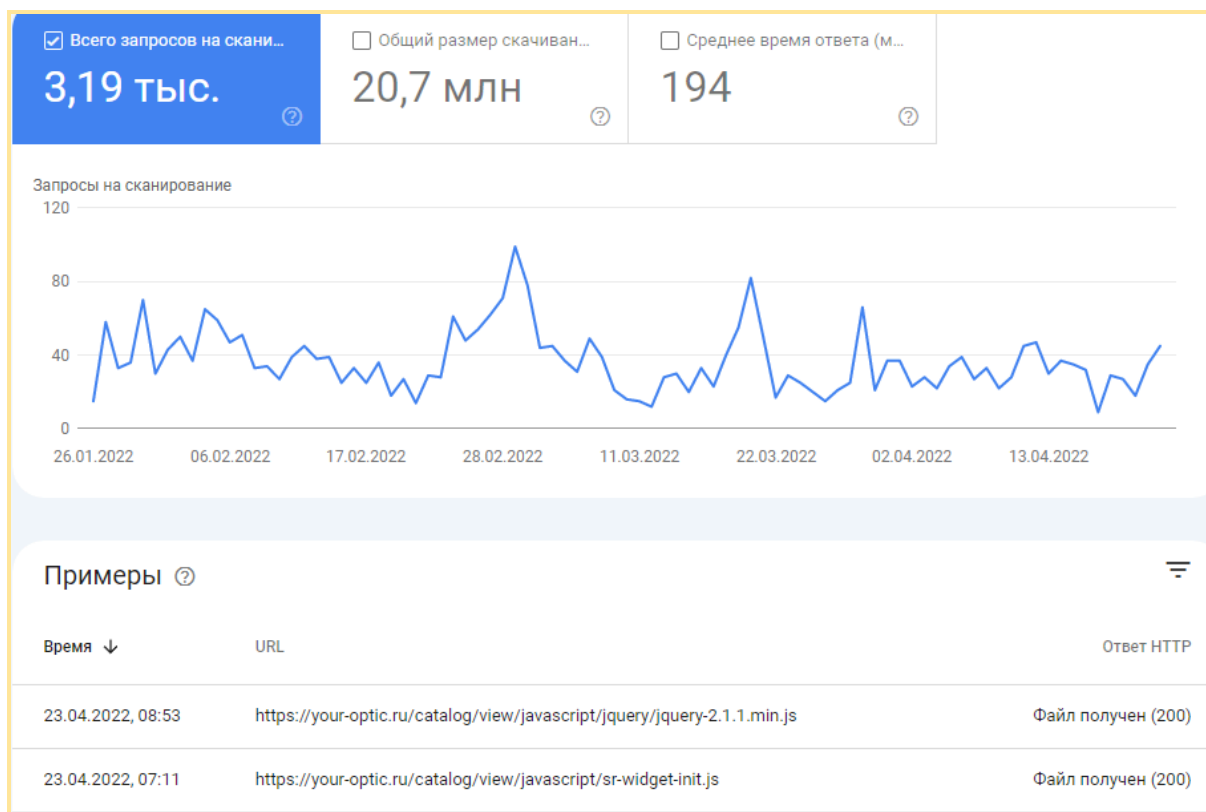 Всего запросов на скани...
Общий размер скачиван...
Среднее время ответа (м...
3,19 тыс.
20,7 млн
194
Запросы на сканирование
120
80
40
0
26.01.2022 06.02.2022 17.02.2022 28.02.2022 11.03.2022 22.03.2022 02.04.2022 13.04.2022
Примеры
Время URL Ответ HTTP
23.04.2022, 08:53 https://your-optic.ru/catalog/view/javascript/jquery/jquery-2.1.1.min.js Файл получен (200)
23.04.2022, 07:11 https://your-optic.ru/catalog/view/javascript/sr-widget-init.js Файл получен (200)